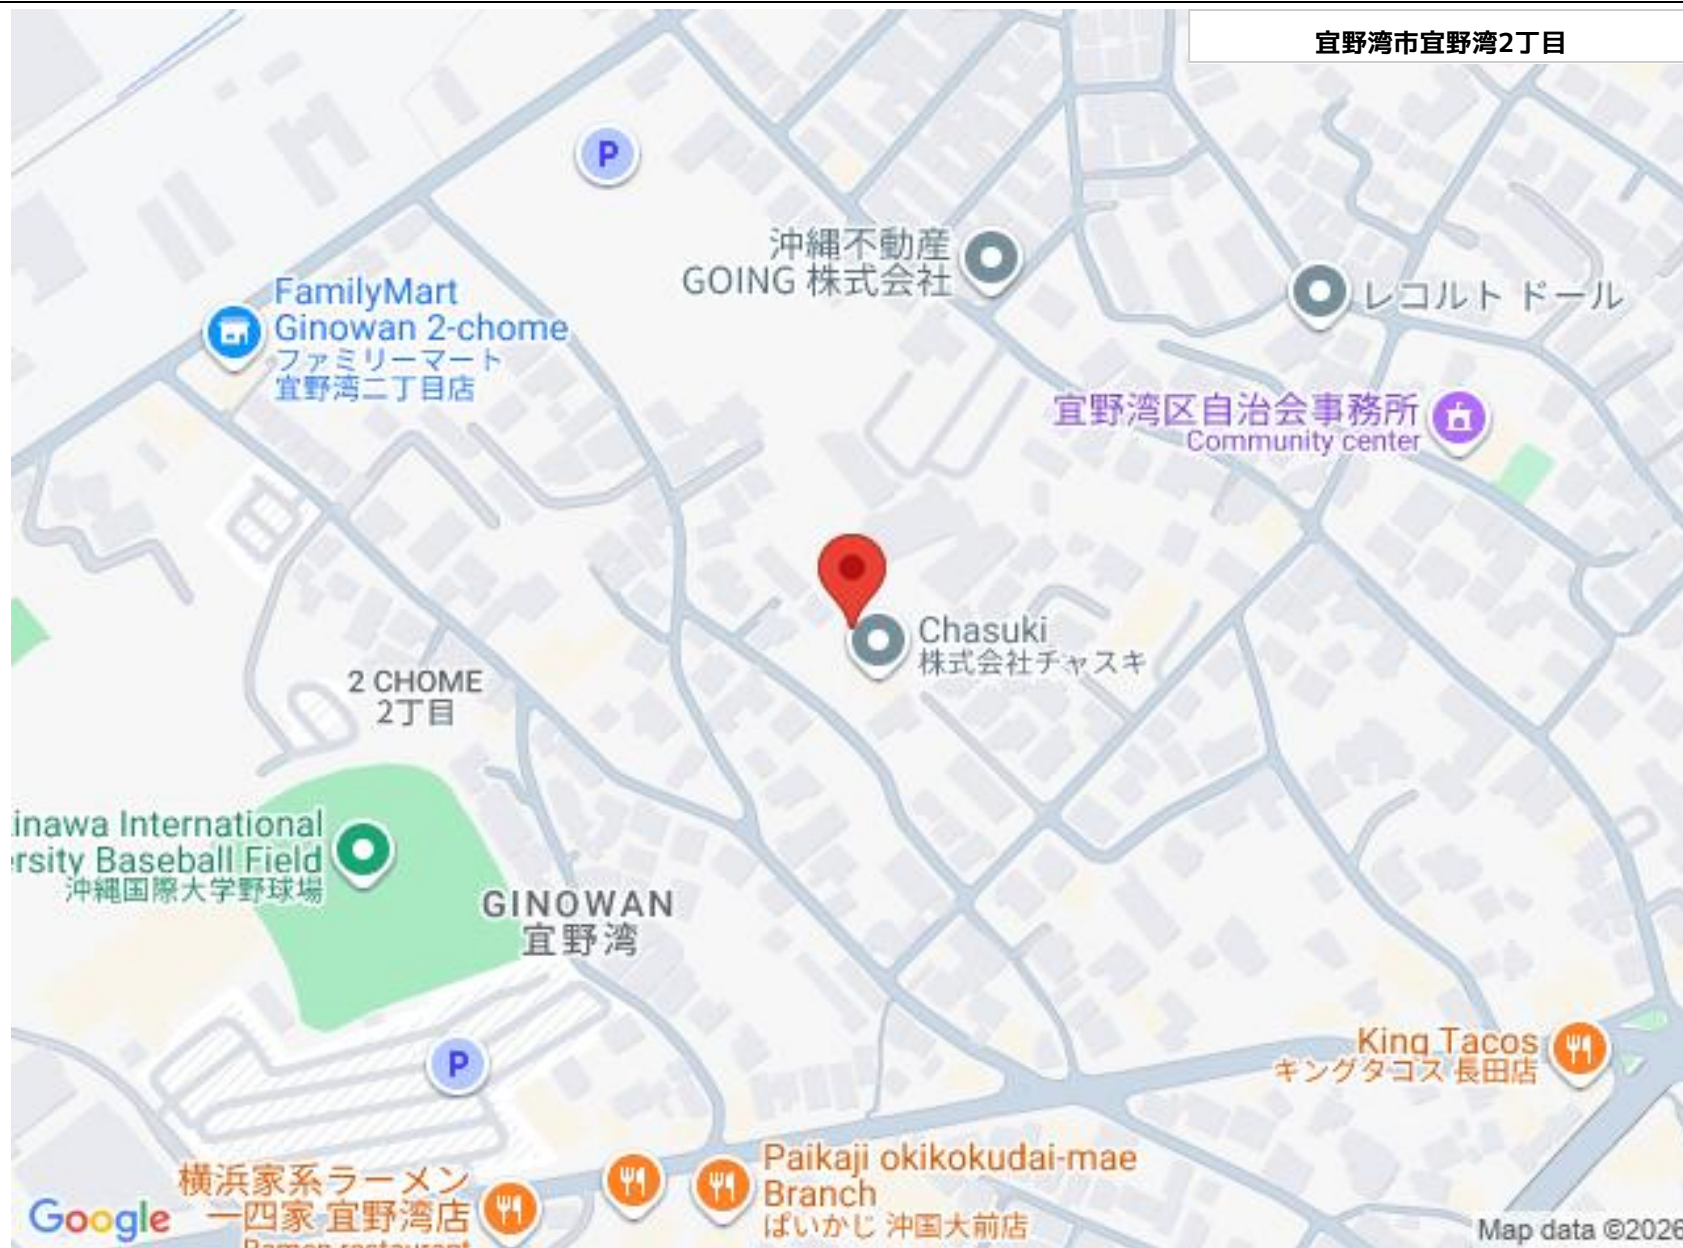 宜野湾市宜野湾2丁目
P
沖縄不動産
GOING 株式会社
レコルト ドール
FamilyMart
Ginowan 2-chome
ファミリーマート
宜野湾二丁目店
宜野湾区自治会事務所
Community center
Chasuki
株式会社チャスキ
2 CHOME
2丁目
inawa International
ersity Baseball Field
沖縄国際大学野球場
GINOWAN
宜野湾
P
King Tacos
キングタコス 長田店
横浜家系ラーメン
一四家 宜野湾店
Ramen restaurant
Paikaji okikokudai-mae
Branch
ぱいかじ 沖国大前店
Google
Map data ©2026